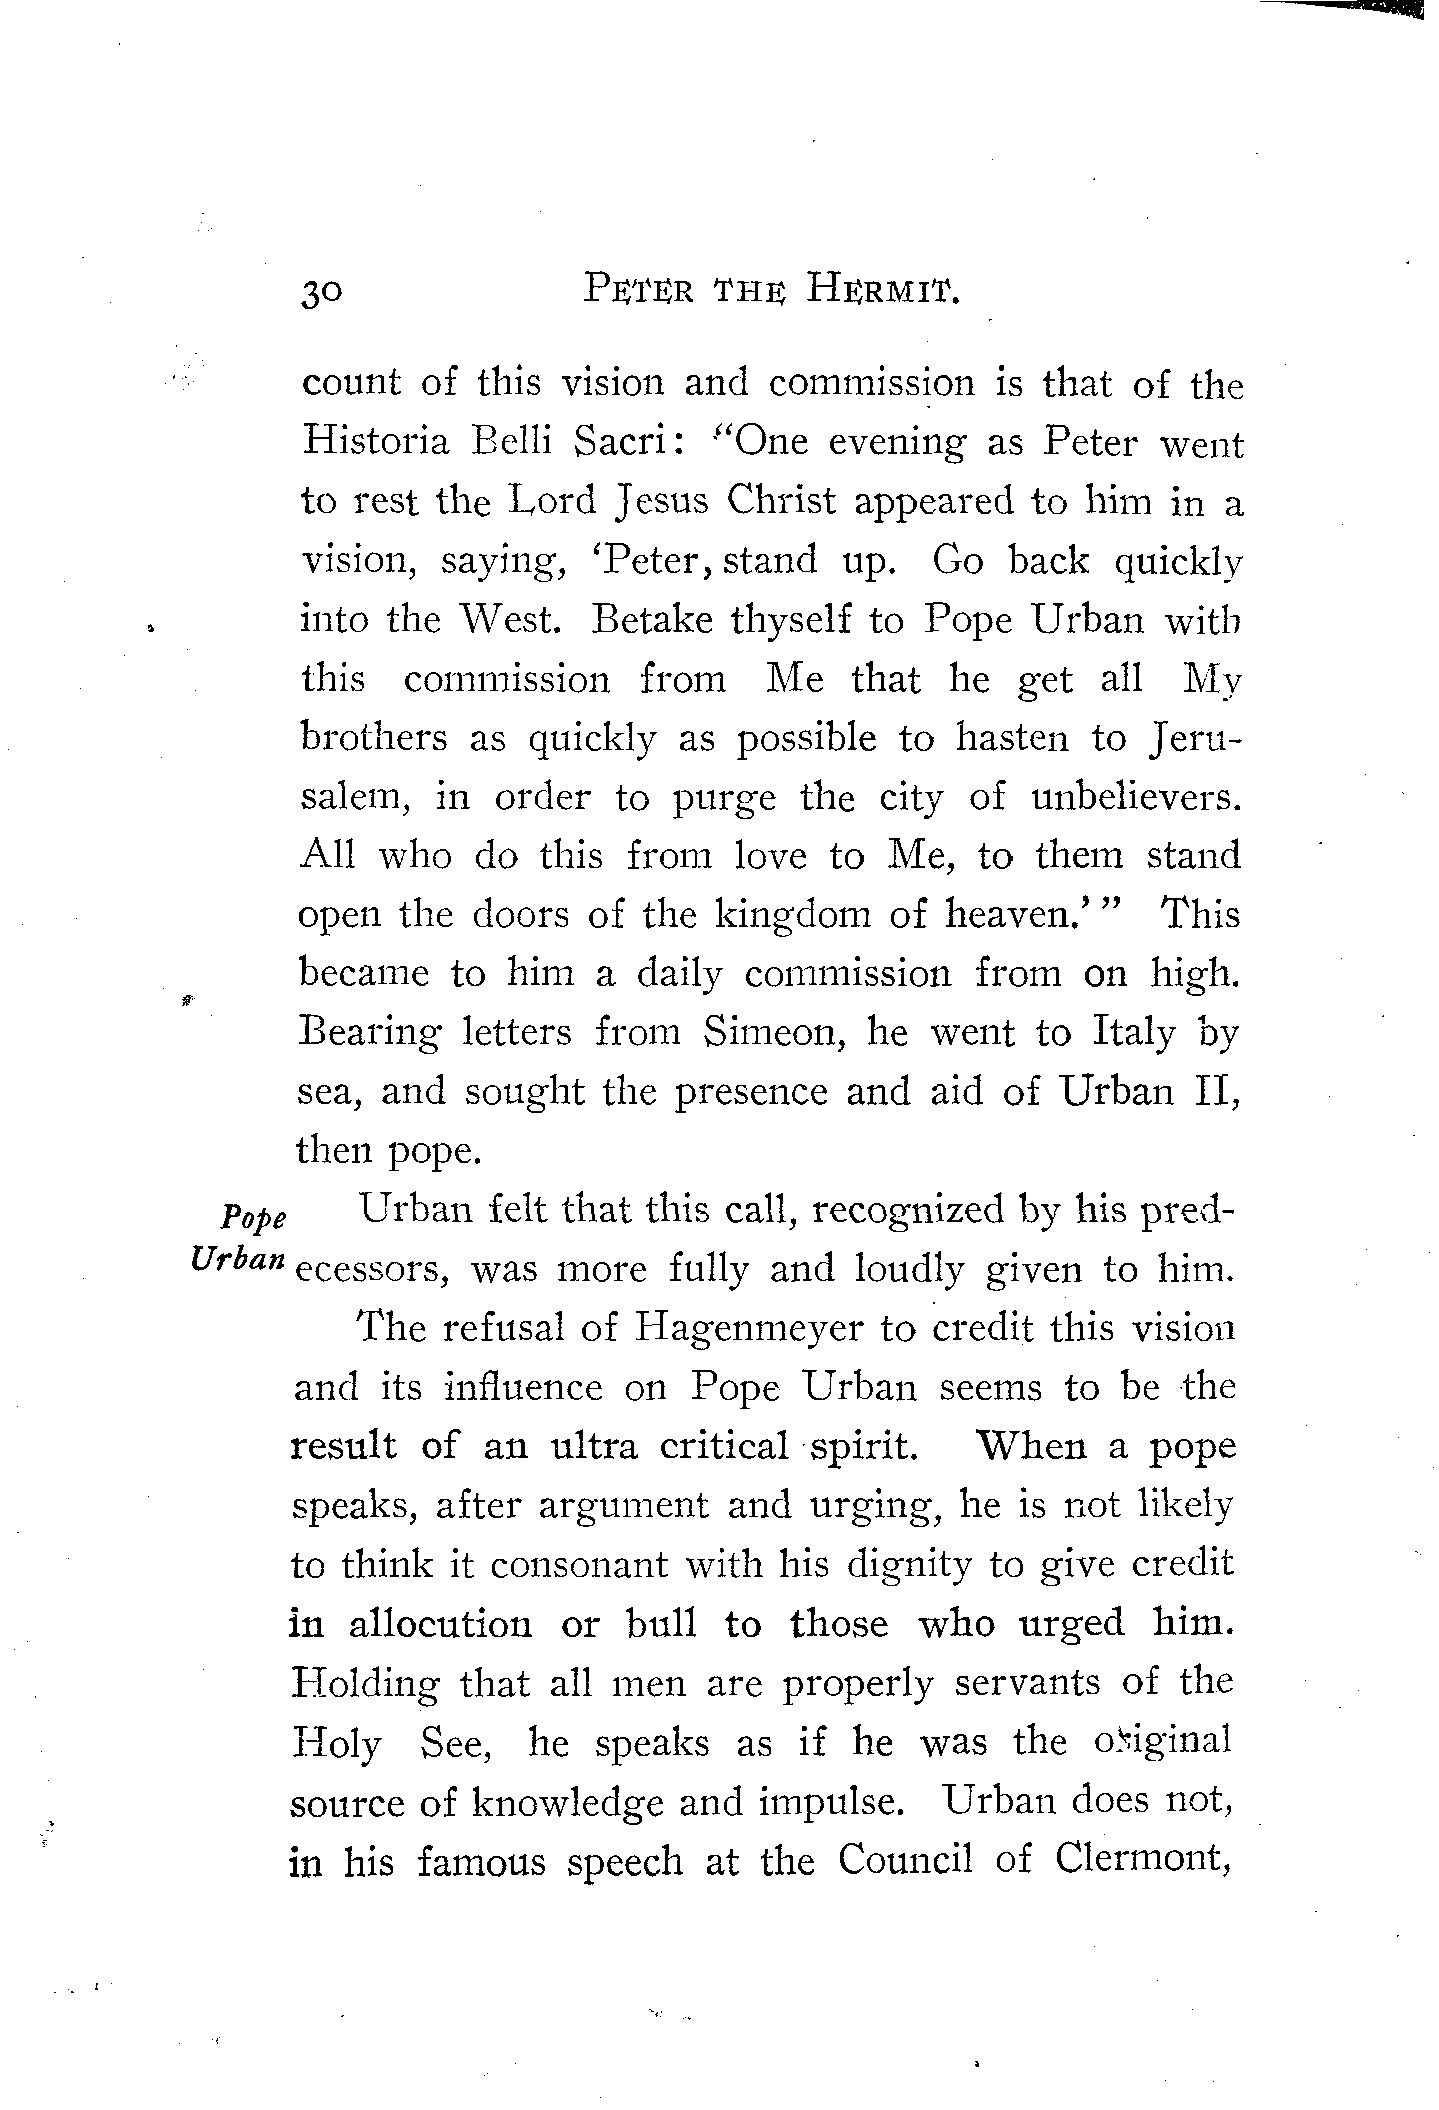 30 PETER THE HERMIT.
count of this vision and commission is that of the
Historia Belli Sacri: "One evening as Peter went
to rest the Lord Jesus Christ appeared to him in a
vision, saying, 'Peter, stand up. Go back quickly
into the West. Betake thyself to Pope Urban with
this commission from Me that he get all My
brothers as quickly as possible to hasten to Jeru-
salem, in order to purge the city of unbelievers.
All who do this from love to Me, to them stand
open the doors of the kingdom of heaven.'" This
became to him a daily commission from on high.
Bearing letters from Simeon, he went to Italy by
sea, and sought the presence and aid of Urban II,
then pope.
Pope
Urban
Urban felt that this call, recognized by his pred-
ecessors, was more fully and loudly given to him.
The refusal of Hagenmeyer to credit this vision
and its influence on Pope Urban seems to be the
result of an ultra critical spirit. When a pope
speaks, after argument and urging, he is not likely
to think it consonant with his dignity to give credit
in allocution or bull to those who urged him.
Holding that all men are properly servants of the
Holy See, he speaks as if he was the original
source of knowledge and impulse. Urban does not,
in his famous speech at the Council of Clermont,